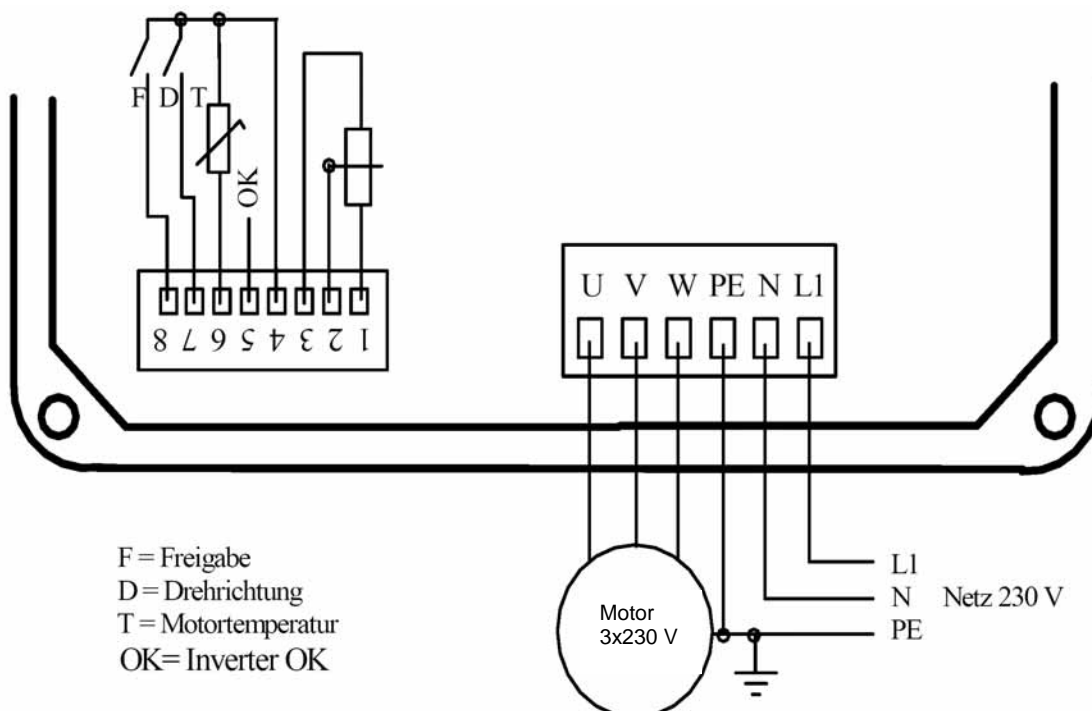 F D T
OK
8 7 6 5 4 3 2 1
U V W PE N L1
F = Freigabe
D = Drehrichtung
T = Motortemperatur
OK= Inverter OK
Motor
3x230 V
L1
N Netz 230 V
PE